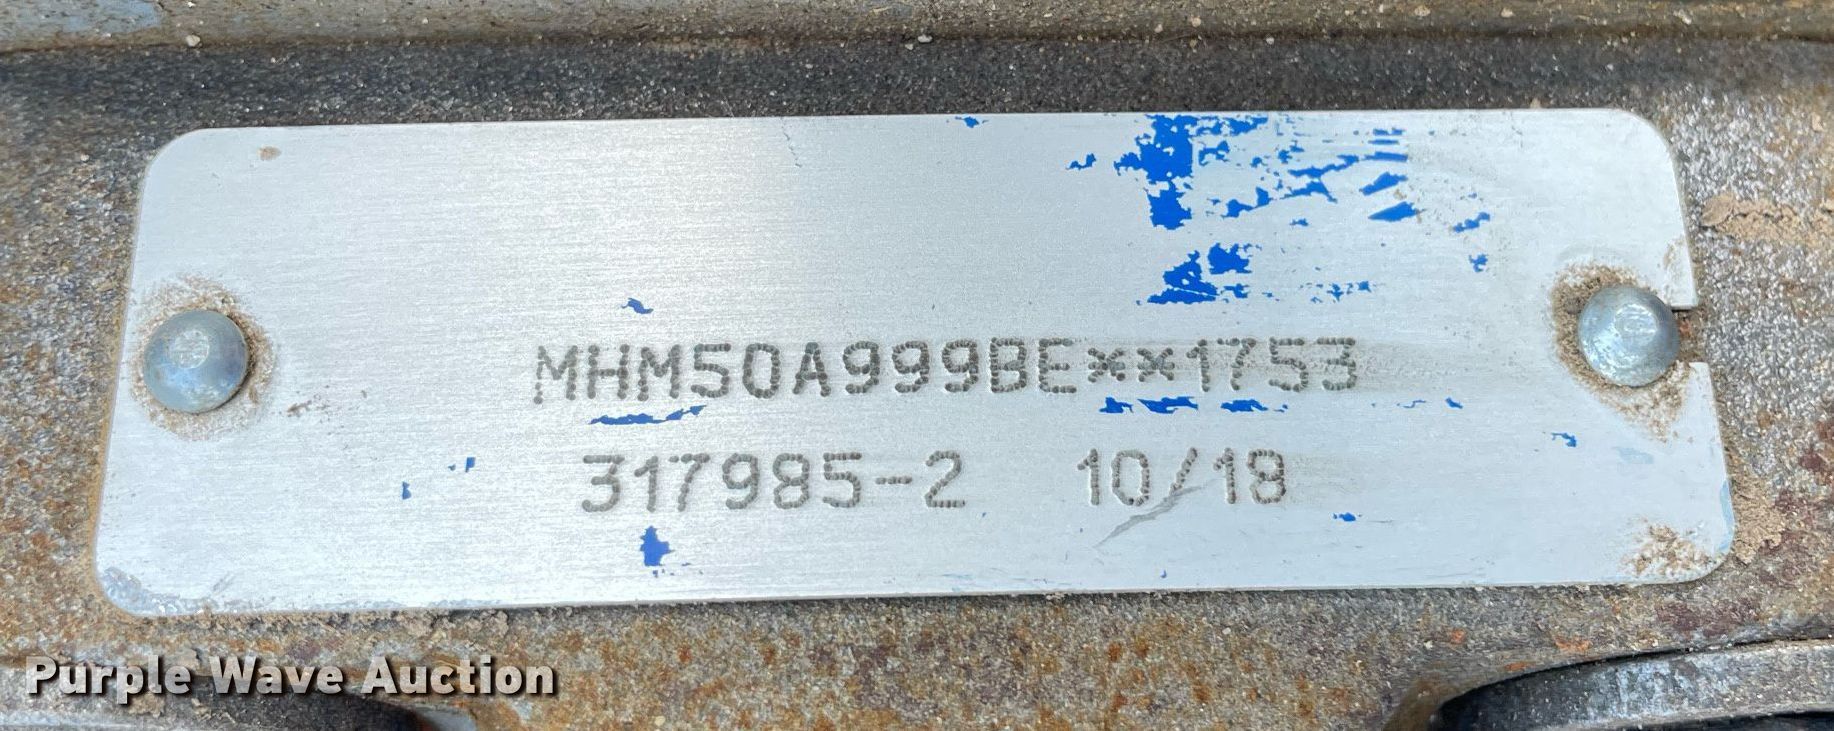 MHM50A999BE**1753
317985-2 10/18
Purple Wave Auction